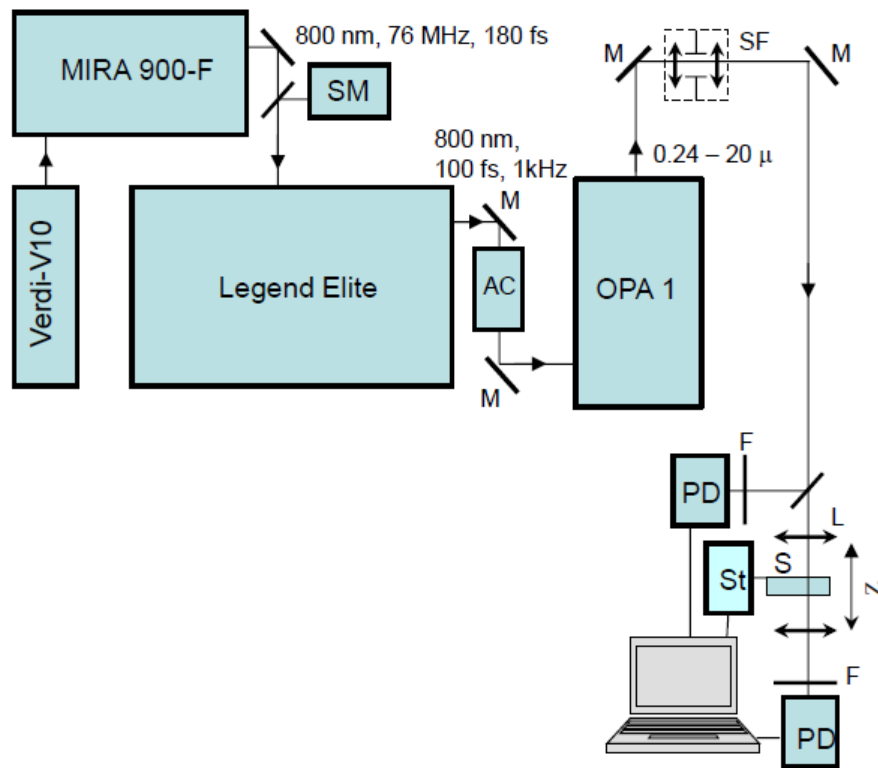 MIRA 900-F
800 nm, 76 MHz, 180 fs
SM
M
SF
M
Verdi-V10
800 nm,
100 fs, 1kHz
M
0.24 – 20 μ
Legend Elite
AC
OPA 1
M
F
PD
L
S
St
Z
F
PD